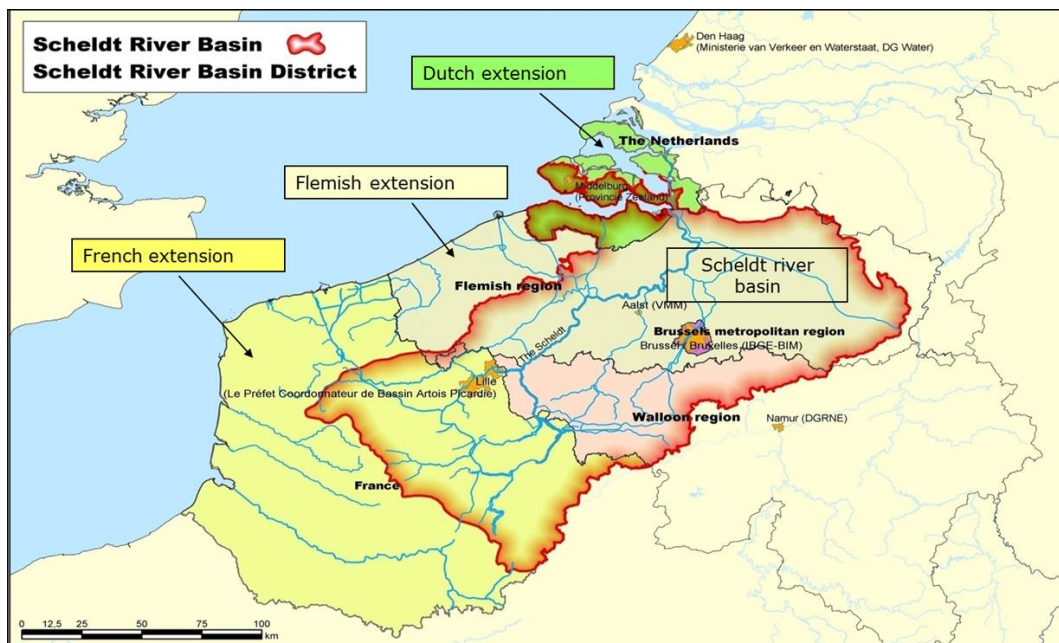 Scheldt River Basin
Scheldt River Basin District
Den Haag
(Ministerie van Verkeer en Waterstaat, DG Water)
Dutch extension
The Netherlands
Middelburg
(Provincie Zeeland)
Flemish extension
French extension
Flemish region
Scheldt river
basin
Aalst (VMM)
Brussels metropolitan region
Brussel/ Bruxelles (IBGE-BIM)
The Scheldt
Lille
(Le Préfet Coordonnateur de Bassin Artois Picardie)
Walloon region
Namur (DGRNE)
France
0 12,5 25 50 75 100
km